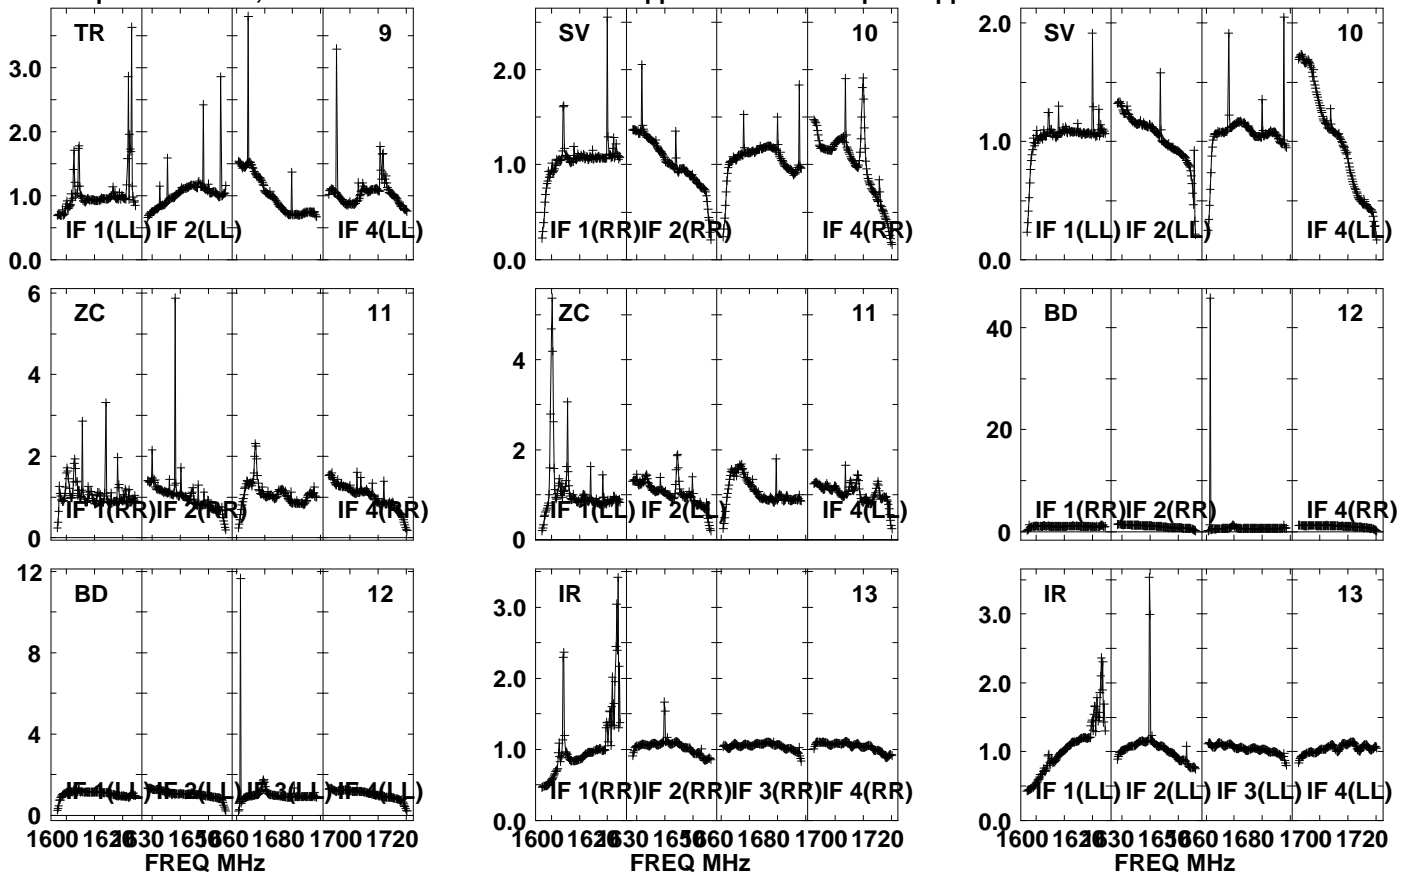 TR 9
3.0
2.0
1.0
0.0
IF 1(LL) IF 2(LL) IF 4(LL)
SV 10
2.0
1.0
0.0
IF 1(RR) IF 2(RR) IF 4(RR)
SV 10
2.0
1.0
0.0
IF 1(LL) IF 2(LL) IF 4(LL)
ZC 11
6
4
2
0
IF 1(RR) IF 2(RR) IF 4(RR)
ZC 11
4
2
0
IF 1(LL) IF 2(LL) IF 4(LL)
BD 12
40
20
0
IF 1(RR) IF 2(RR) IF 4(RR)
BD 12
12
8
4
0
IF 1(LL) IF 2(LL) IF 3(LL) IF 4(LL)
1600 1630 1700 1720
FREQ MHz
IR 13
3.0
2.0
1.0
0.0
IF 1(RR) IF 2(RR) IF 3(RR) IF 4(RR)
1600 1630 1700 1720
IR 13
3.0
2.0
1.0
0.0
IF 1(LL) IF 2(LL) IF 3(LL) IF 4(LL)
1600 1630 1700 1720
FREQ MHz